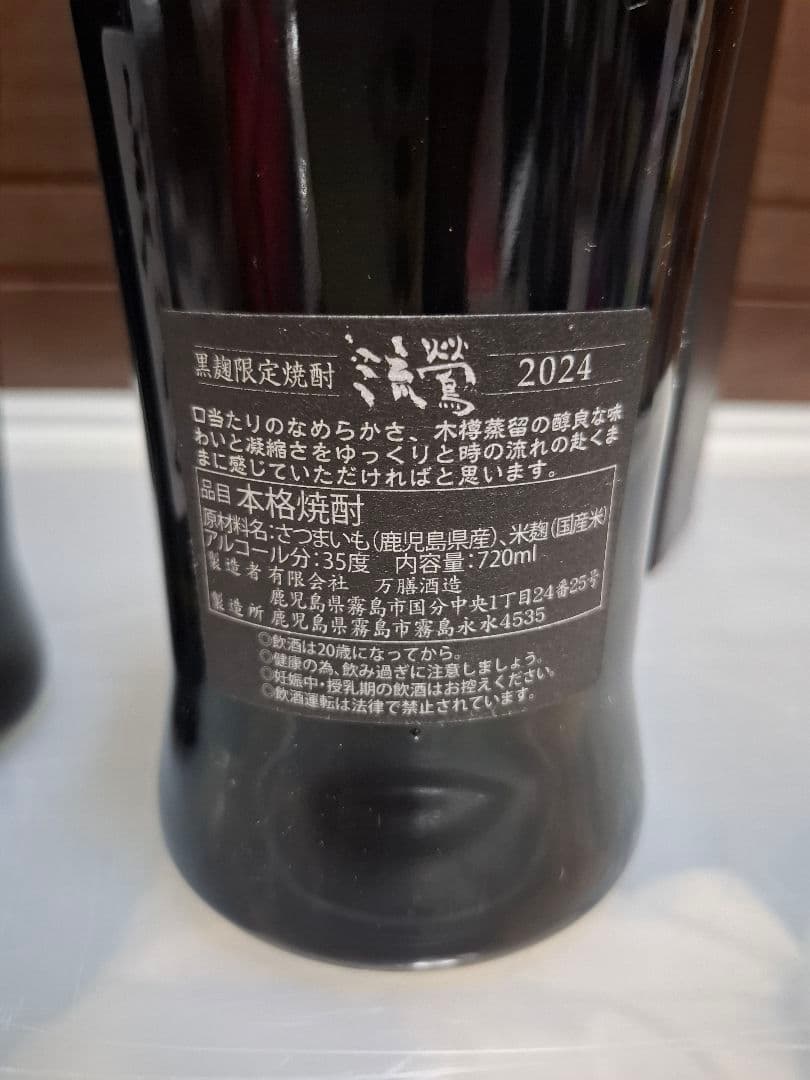 黒麹限定焼酎 流鶯 2024
口当たりのなめらかさ、木樽蒸留の醇良な味
わいと凝縮さをゆっくりと時の流れの赴くま
まに感じていただければと思います。
品目 本格焼酎
原材料名:さつまいも(鹿児島県産)、米麹(国産米)
アルコール分:35度 内容量:720ml
製造者 有限会社 万膳酒造
鹿児島県霧島市国分中央1丁目24番25号
製造所 鹿児島県霧島市霧島永水4535
◎飲酒は20歳になってから。
◎健康の為、飲み過ぎに注意しましょう。
◎妊娠中・授乳期の飲酒はお控えください。
◎飲酒運転は法律で禁止されています。